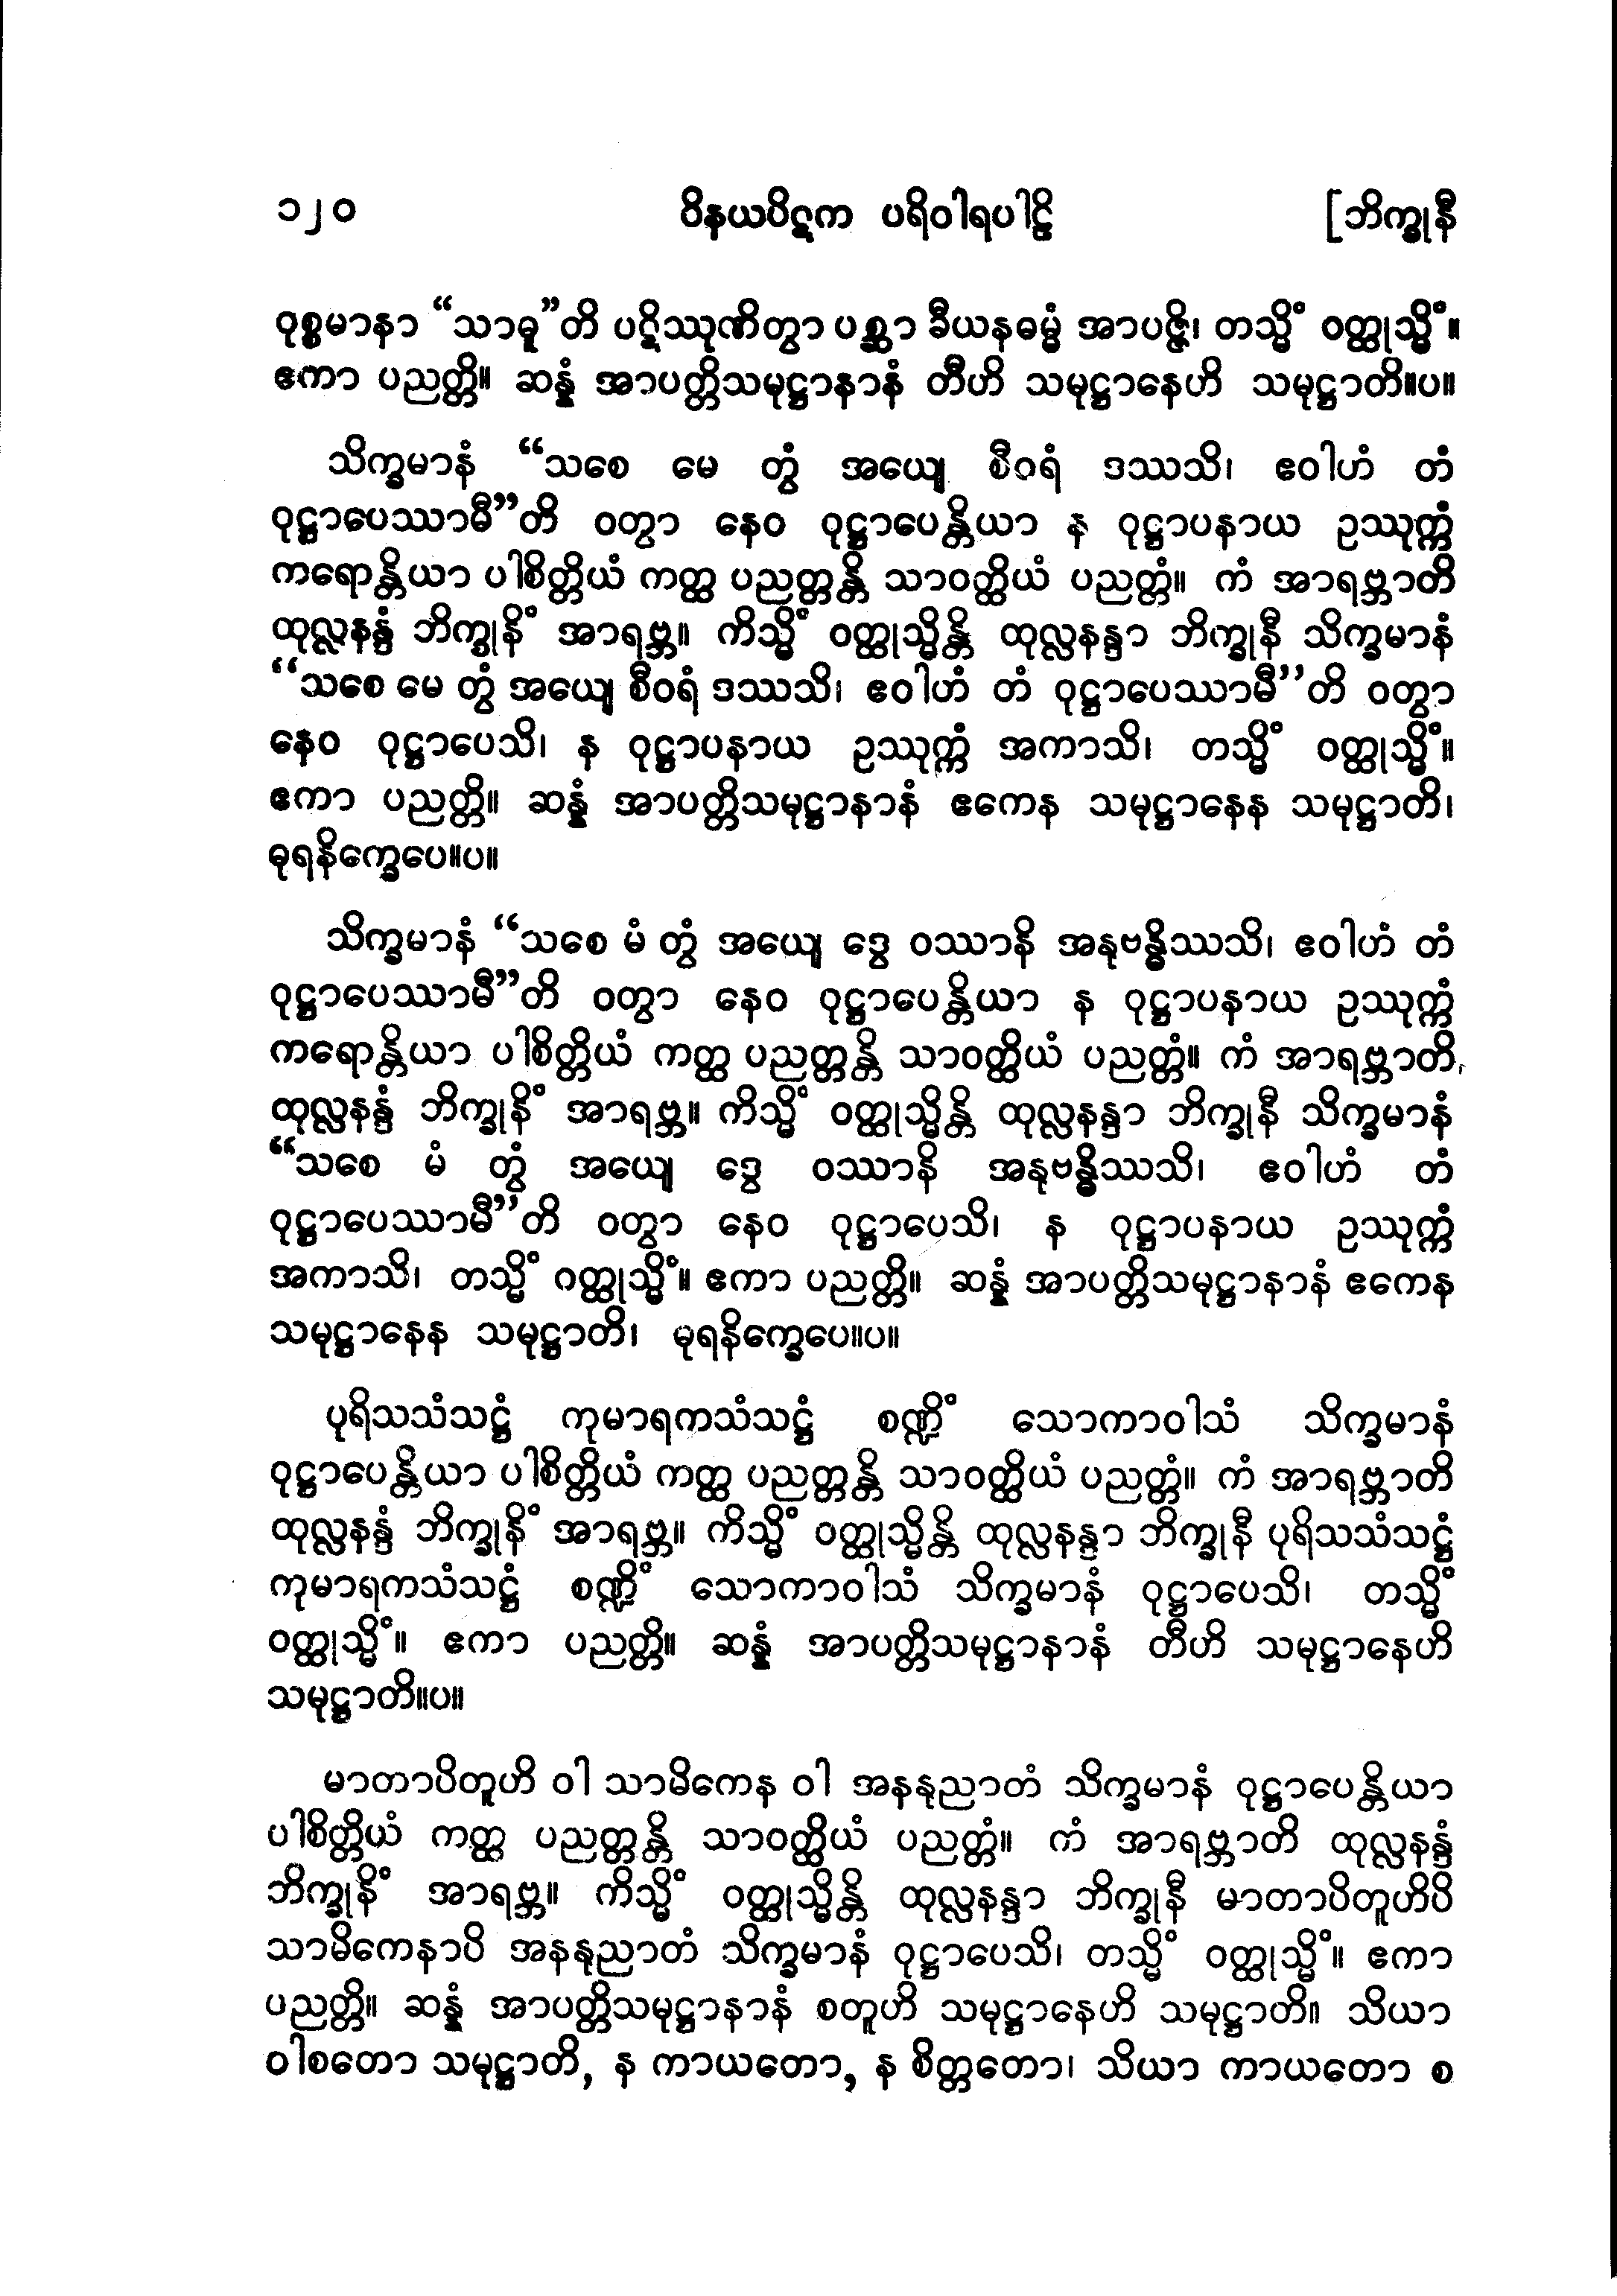 ၁၂၀ ဝိနယပိဋက ပရိဝါရပါဠိ [ဘိက္ခုနီ
ဝုစ္စမာနာ “သာဓူ”တိ ပဋိဿုဏိတွာ ပစ္ဆာ ခီယနဓမ္မံ အာပဇ္ဇိ၊ တသ္မိံ ဝတ္ထုသ္မိံ။
ဧကာ ပညတ္တိ။ ဆန္နံ အာပတ္တိသမုဋ္ဌာနာနံ တီဟိ သမုဋ္ဌာနေဟိ သမုဋ္ဌာတိ။ပ။
သိက္ခမာနံ “သစေ မေ တွံ အယျေ စီဝရံ ဒဿသိ၊ ဧဝါဟံ တံ
ဝုဋ္ဌာပေဿာမီ”တိ ဝတွာ နေဝ ဝုဋ္ဌာပေန္တိယာ န ဝုဋ္ဌာပနာယ ဥဿုက္ကံ
ကရောန္တိယာ ပါစိတ္တိယံ ကတ္ထ ပညတ္တန္တိ သာဝတ္ထိယံ ပညတ္တံ။ ကံ အာရဗ္ဘာတိ
ထုလ္လနန္ဒံ ဘိက္ခုနိံ အာရဗ္ဘ။ ကိသ္မိံ ဝတ္ထုသ္မိန္တိ ထုလ္လနန္ဒာ ဘိက္ခုနီ သိက္ခမာနံ
“သစေ မေ တွံ အယျေ စီဝရံ ဒဿသိ၊ ဧဝါဟံ တံ ဝုဋ္ဌာပေဿာမီ”တိ ဝတွာ
နေဝ ဝုဋ္ဌာပေသိ၊ န ဝုဋ္ဌာပနာယ ဥဿုက္ကံ အကာသိ၊ တသ္မိံ ဝတ္ထုသ္မိံ။
ဧကာ ပညတ္တိ။ ဆန္နံ အာပတ္တိသမုဋ္ဌာနာနံ ဧကေန သမုဋ္ဌာနေန သမုဋ္ဌာတိ၊
ဓုရနိက္ခေပေ။ပ။
သိက္ခမာနံ “သစေ မံ တွံ အယျေ ဒွေ ဝဿာနိ အနုဗန္ဓိဿသိ၊ ဧဝါဟံ တံ
ဝုဋ္ဌာပေဿာမီ”တိ ဝတွာ နေဝ ဝုဋ္ဌာပေန္တိယာ န ဝုဋ္ဌာပနာယ ဥဿုက္ကံ
ကရောန္တိယာ ပါစိတ္တိယံ ကတ္ထ ပညတ္တန္တိ သာဝတ္ထိယံ ပညတ္တံ။ ကံ အာရဗ္ဘာတိ
ထုလ္လနန္ဒံ ဘိက္ခုနိံ အာရဗ္ဘ။ ကိသ္မိံ ဝတ္ထုသ္မိန္တိ ထုလ္လနန္ဒာ ဘိက္ခုနီ သိက္ခမာနံ
“သစေ မံ တွံ အယျေ ဒွေ ဝဿာနိ အနုဗန္ဓိဿသိ၊ ဧဝါဟံ တံ
ဝုဋ္ဌာပေဿာမီ”တိ ဝတွာ နေဝ ဝုဋ္ဌာပေသိ၊ န ဝုဋ္ဌာပနာယ ဥဿုက္ကံ
အကာသိ၊ တသ္မိံ ဝတ္ထုသ္မိံ။ ဧကာ ပညတ္တိ။ ဆန္နံ အာပတ္တိသမုဋ္ဌာနာနံ ဧကေန
သမုဋ္ဌာနေန သမုဋ္ဌာတိ၊ ဓုရနိက္ခေပေ။ပ။
ပုရိသသံသဋ္ဌံ ကုမာရကသံသဋ္ဌံ စဏ္ဍိံ သောကာဝါသံ သိက္ခမာနံ
ဝုဋ္ဌာပေန္တိယာ ပါစိတ္တိယံ ကတ္ထ ပညတ္တန္တိ သာဝတ္ထိယံ ပညတ္တံ။ ကံ အာရဗ္ဘာတိ
ထုလ္လနန္ဒံ ဘိက္ခုနိံ အာရဗ္ဘ။ ကိသ္မိံ ဝတ္ထုသ္မိန္တိ ထုလ္လနန္ဒာ ဘိက္ခုနီ ပုရိသသံသဋ္ဌံ
ကုမာရကသံသဋ္ဌံ စဏ္ဍိံ သောကာဝါသံ သိက္ခမာနံ ဝုဋ္ဌာပေသိ၊ တသ္မိံ
ဝတ္ထုသ္မိံ။ ဧကာ ပညတ္တိ။ ဆန္နံ အာပတ္တိသမုဋ္ဌာနာနံ တီဟိ သမုဋ္ဌာနေဟိ
သမုဋ္ဌာတိ။ပ။
မာတာပိတူဟိ ဝါ သာမိကေန ဝါ အနနုညာတံ သိက္ခမာနံ ဝုဋ္ဌာပေန္တိယာ
ပါစိတ္တိယံ ကတ္ထ ပညတ္တန္တိ သာဝတ္ထိယံ ပညတ္တံ။ ကံ အာရဗ္ဘာတိ ထုလ္လနန္ဒံ
ဘိက္ခုနိံ အာရဗ္ဘ။ ကိသ္မိံ ဝတ္ထုသ္မိန္တိ ထုလ္လနန္ဒာ ဘိက္ခုနီ မာတာပိတူဟိပိ
သာမိကေနာပိ အနနုညာတံ သိက္ခမာနံ ဝုဋ္ဌာပေသိ၊ တသ္မိံ ဝတ္ထုသ္မိံ။ ဧကာ
ပညတ္တိ။ ဆန္နံ အာပတ္တိသမုဋ္ဌာနာနံ စတူဟိ သမုဋ္ဌာနေဟိ သမုဋ္ဌာတိ။ သိယာ
ဝါစတော သမုဋ္ဌာတိ, န ကာယတော, န စိတ္တတော၊ သိယာ ကာယတော စ